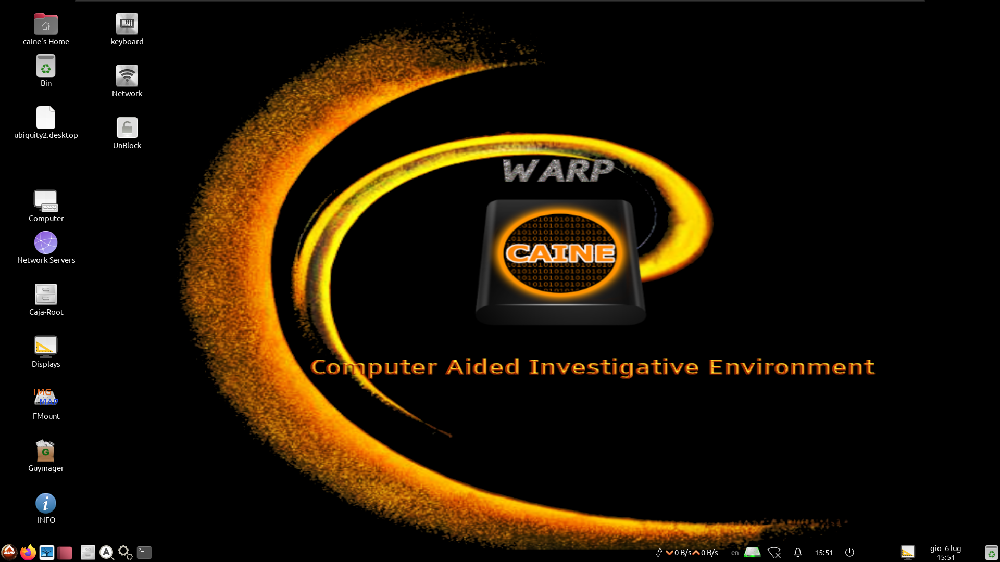 caine's Home
keyboard
Bin
Network
ubiquity2.desktop
UnBlock
Computer
Network Servers
Caja-Root
Displays
IMG
MAP
FMount
G
Guymager
i
INFO
WARP
CAINE
Computer Aided Investigative Environment
MENU
A
>_
0 B/s
0 B/s
en
15:51
gio 6 lug
15:51